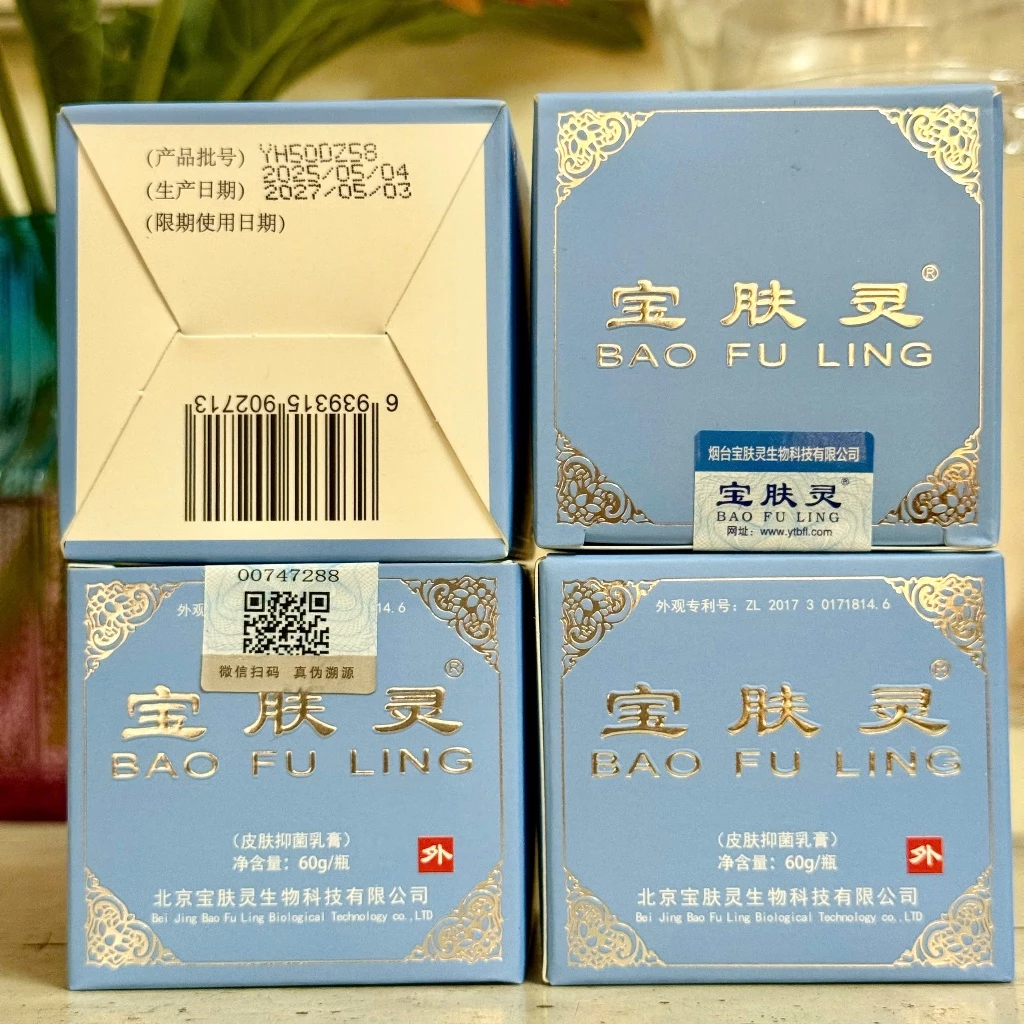 (产品批号) YH50DZ58
(生产日期) 2025/05/04
(限期使用日期) 2027/05/03
6 939315 902713
宝肤灵®
BAO FU LING
烟台宝肤灵生物科技有限公司
宝肤灵®
BAO FU LING
网址：www.ytbfl.com
00747288
外 14.6
微信扫码 真伪溯源
宝肤灵®
BAO FU LING
（皮肤抑菌乳膏）
净含量：60g/瓶
外
北京宝肤灵生物科技有限公司
Bei Jing Bao Fu Ling Biological Technology co.,LTD
外观专利号：ZL 2017 3 0171814.6
宝肤灵®
BAO FU LING
（皮肤抑菌乳膏）
净含量：60g/瓶
外
北京宝肤灵生物科技有限公司
Bei Jing Bao Fu Ling Biological Technology co.,LTD